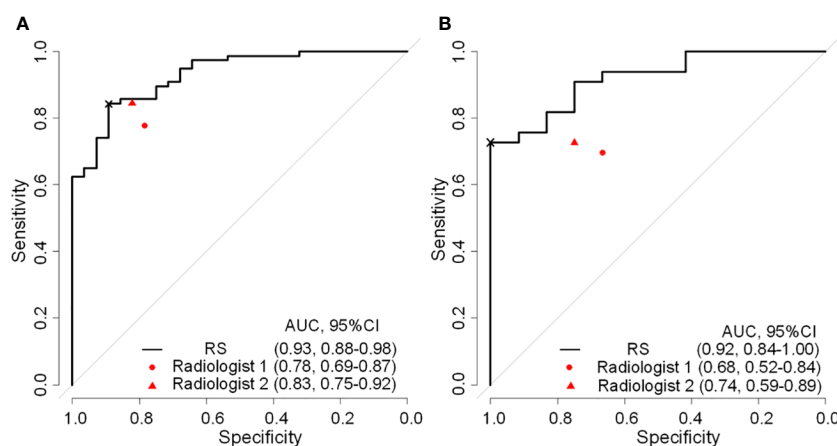 A
B
1.0
0.8
0.6
0.4
0.2
0.0
Sensitivity
AUC, 95%CI
RS (0.93, 0.88-0.98)
Radiologist 1 (0.78, 0.69-0.87)
Radiologist 2 (0.83, 0.75-0.92)
1.0 0.8 0.6 0.4 0.2 0.0
Specificity
1.0
0.8
0.6
0.4
0.2
0.0
Sensitivity
AUC, 95%CI
RS (0.92, 0.84-1.00)
Radiologist 1 (0.68, 0.52-0.84)
Radiologist 2 (0.74, 0.59-0.89)
1.0 0.8 0.6 0.4 0.2 0.0
Specificity